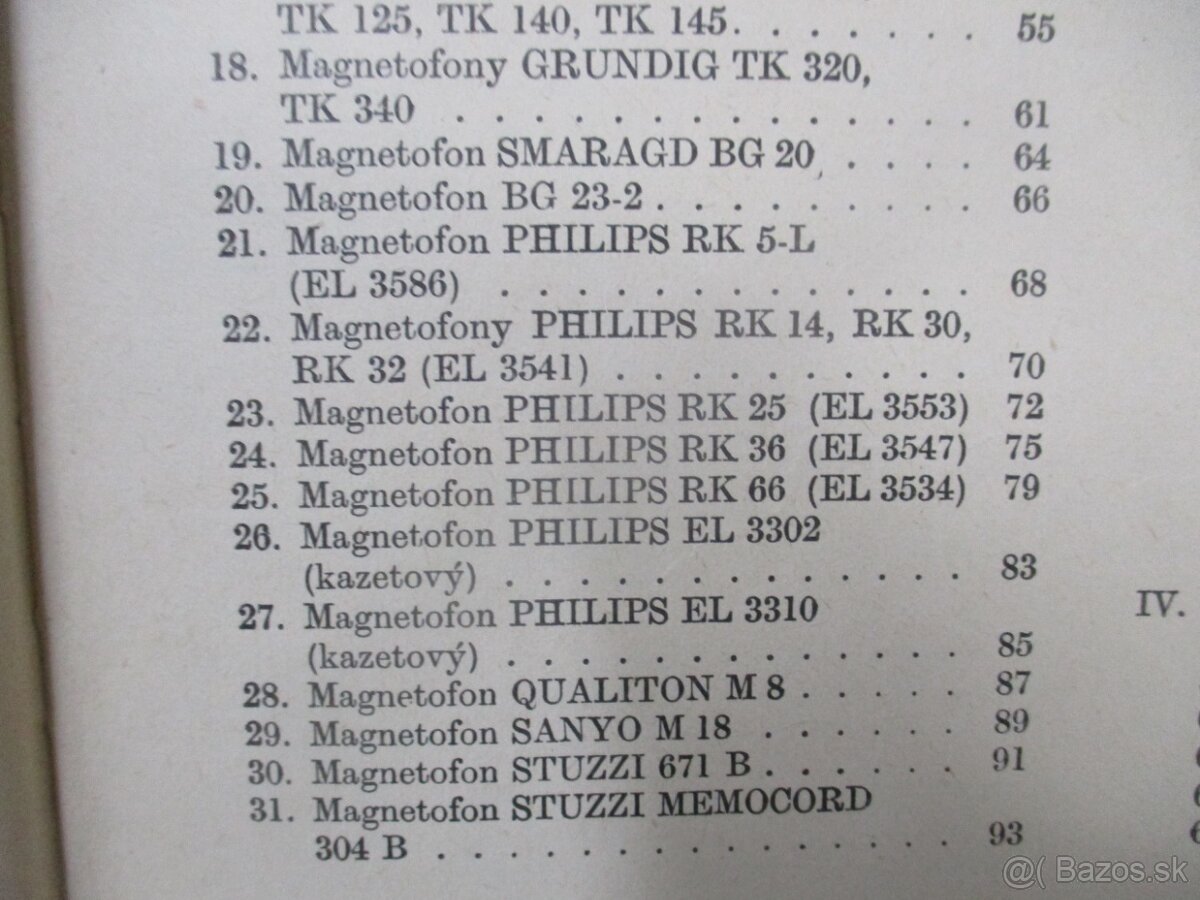 TK 125, TK 140, TK 145. . . . . . . 55
18. Magnetofony GRUNDIG TK 320,
TK 340 . . . . . . . . . . . . . . 61
19. Magnetofon SMARAGD BG 20 . . . . 64
20. Magnetofon BG 23-2 . . . . . . . . . 66
21. Magnetofon PHILIPS RK 5-L
(EL 3586) . . . . . . . . . . . . . 68
22. Magnetofony PHILIPS RK 14, RK 30,
RK 32 (EL 3541) . . . . . . . . . . 70
23. Magnetofon PHILIPS RK 25 (EL 3553) 72
24. Magnetofon PHILIPS RK 36 (EL 3547) 75
25. Magnetofon PHILIPS RK 66 (EL 3534) 79
26. Magnetofon PHILIPS EL 3302
(kazetový) . . . . . . . . . . . . . 83
27. Magnetofon PHILIPS EL 3310
(kazetový) . . . . . . . . . . . . . 85
28. Magnetofon QUALITON M 8 . . . . . 87
29. Magnetofon SANYO M 18 . . . . . . 89
30. Magnetofon STUZZI 671 B . . . . . . 91
31. Magnetofon STUZZI MEMOCORD
304 B . . . . . . . . . . . . . . 93
IV.
@( Bazos.sk